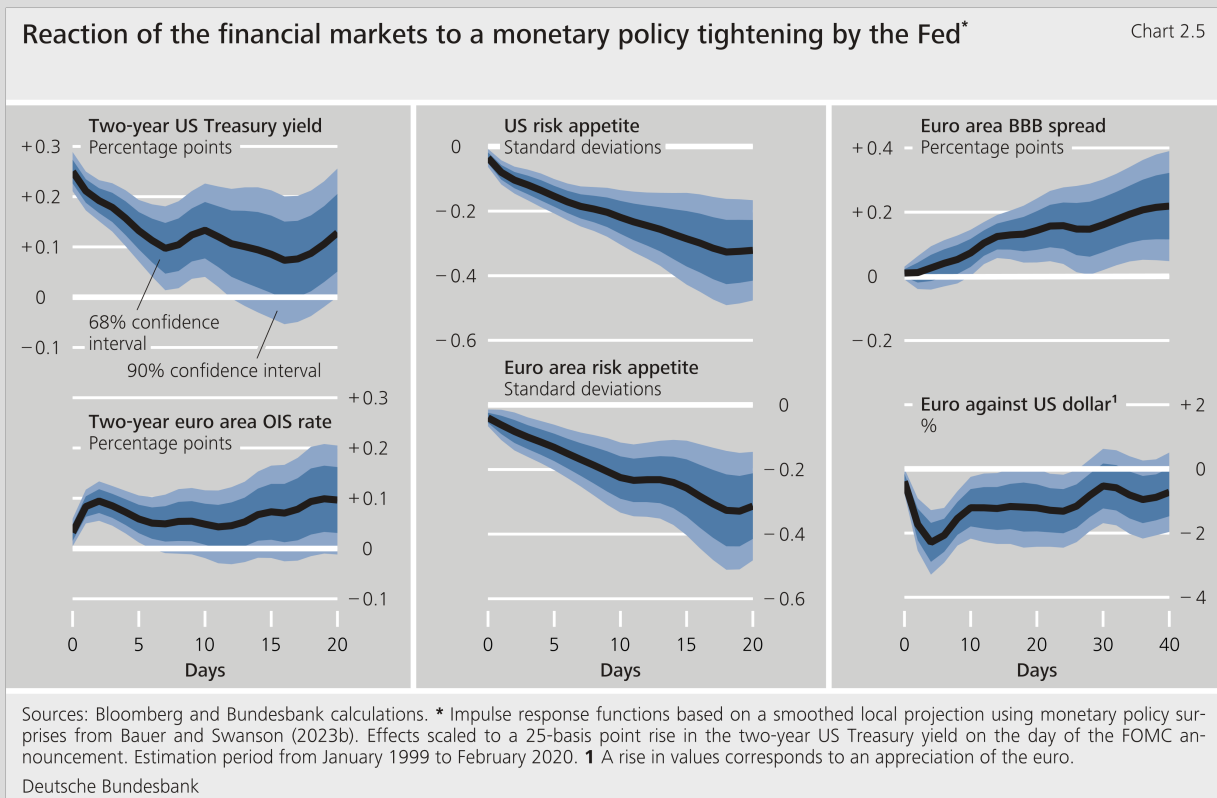 Reaction of the financial markets to a monetary policy tightening by the Fed*
Chart 2.5
Two-year US Treasury yield
Percentage points
+0.3
+0.2
+0.1
0
−0.1
68% confidence
interval
90% confidence interval
Two-year euro area OIS rate
Percentage points
+0.3
+0.2
+0.1
0
−0.1
0 5 10 15 20
Days
US risk appetite
Standard deviations
0
−0.2
−0.4
−0.6
Euro area risk appetite
Standard deviations
0
−0.2
−0.4
−0.6
0 5 10 15 20
Days
Euro area BBB spread
Percentage points
+0.4
+0.2
0
−0.2
Euro against US dollar¹
%
+2
0
−2
−4
0 10 20 30 40
Days
Sources: Bloomberg and Bundesbank calculations. * Impulse response functions based on a smoothed local projection using monetary policy sur-
prises from Bauer and Swanson (2023b). Effects scaled to a 25-basis point rise in the two-year US Treasury yield on the day of the FOMC an-
nouncement. Estimation period from January 1999 to February 2020. 1 A rise in values corresponds to an appreciation of the euro.
Deutsche Bundesbank